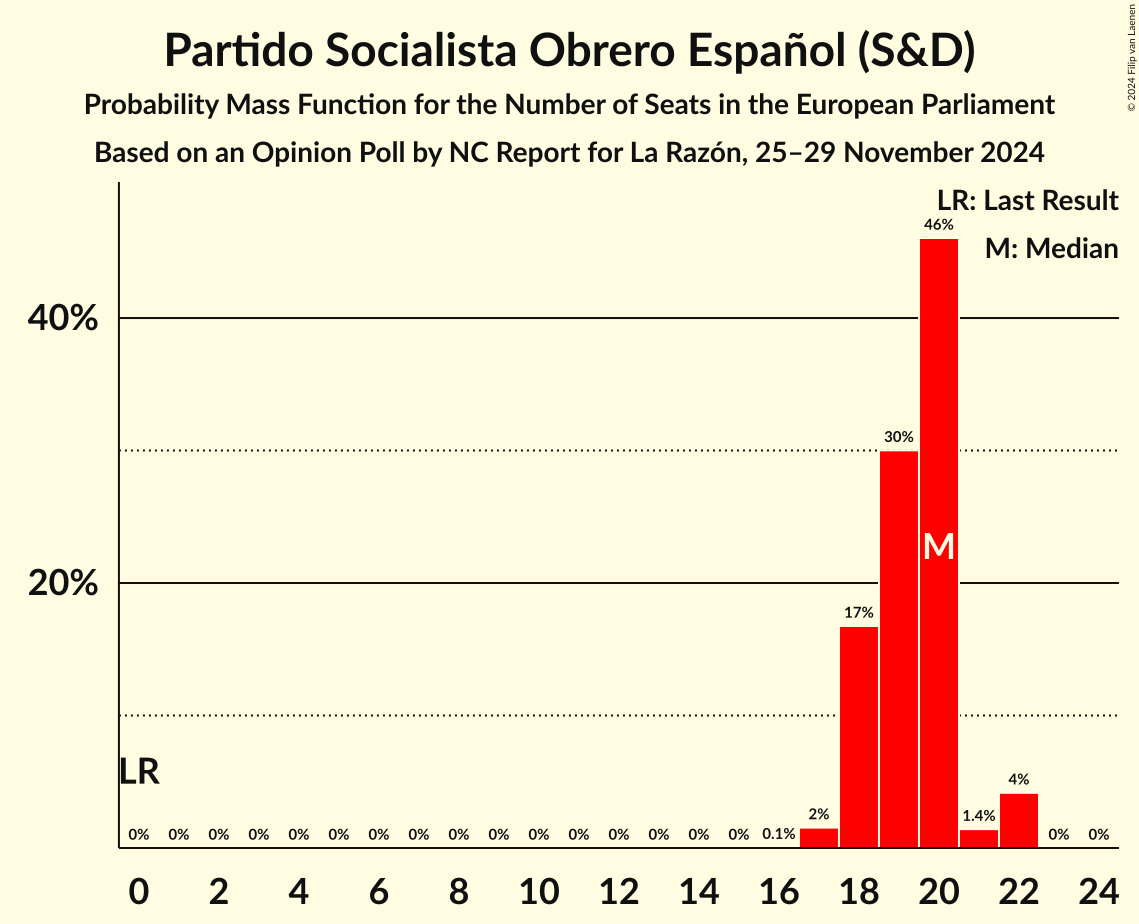 Partido Socialista Obrero Español (S&D)
Probability Mass Function for the Number of Seats in the European Parliament
Based on an Opinion Poll by NC Report for La Razón, 25–29 November 2024
© 2024 Filip van Laenen
LR: Last Result
M: Median
46%
40%
30%
M
20%
17%
LR
4%
0% 0% 0% 0% 0% 0% 0% 0% 0% 0% 0% 0% 0% 0% 0% 0% 0.1% 2% 1.4% 0% 0%
0 2 4 6 8 10 12 14 16 18 20 22 24